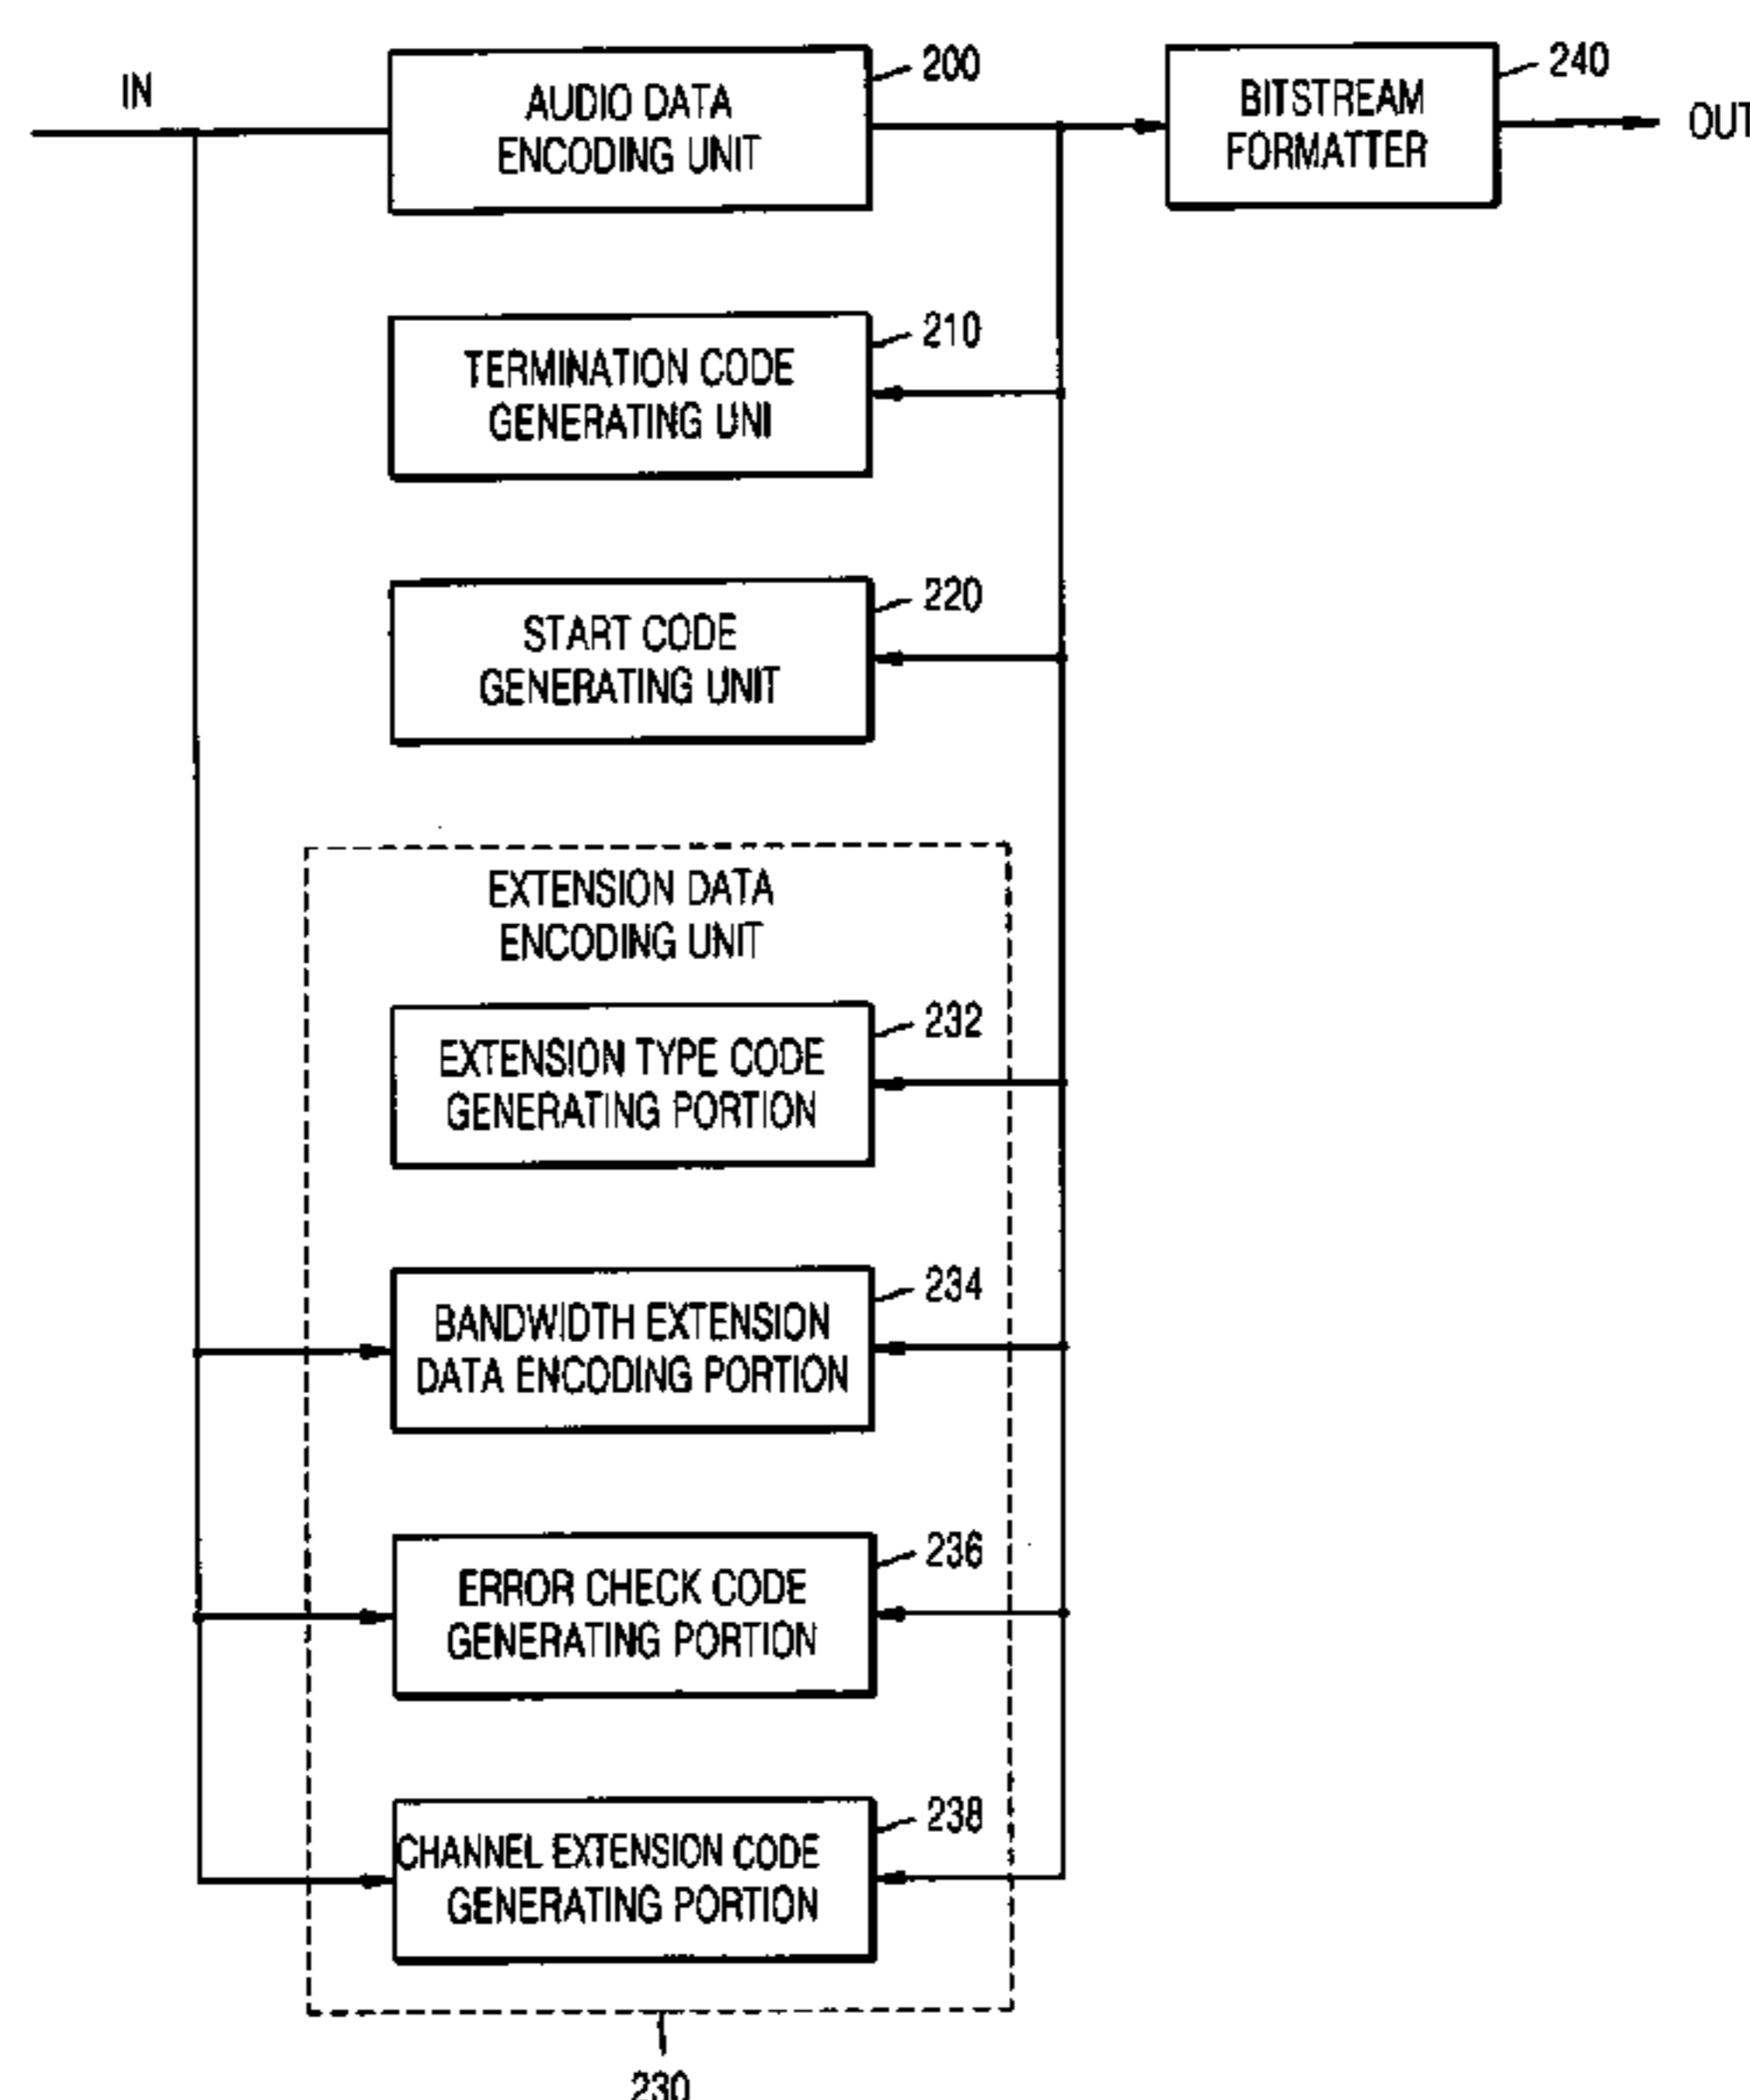 IN
AUDIO DATA
ENCODING UNIT
200
BITSTREAM
FORMATTER
240
OUT
TERMINATION CODE
GENERATING UNI
210
START CODE
GENERATING UNIT
220
EXTENSION DATA
ENCODING UNIT
EXTENSION TYPE CODE
GENERATING PORTION
232
BANDWIDTH EXTENSION
DATA ENCODING PORTION
234
ERROR CHECK CODE
GENERATING PORTION
236
CHANNEL EXTENSION CODE
GENERATING PORTION
238
230